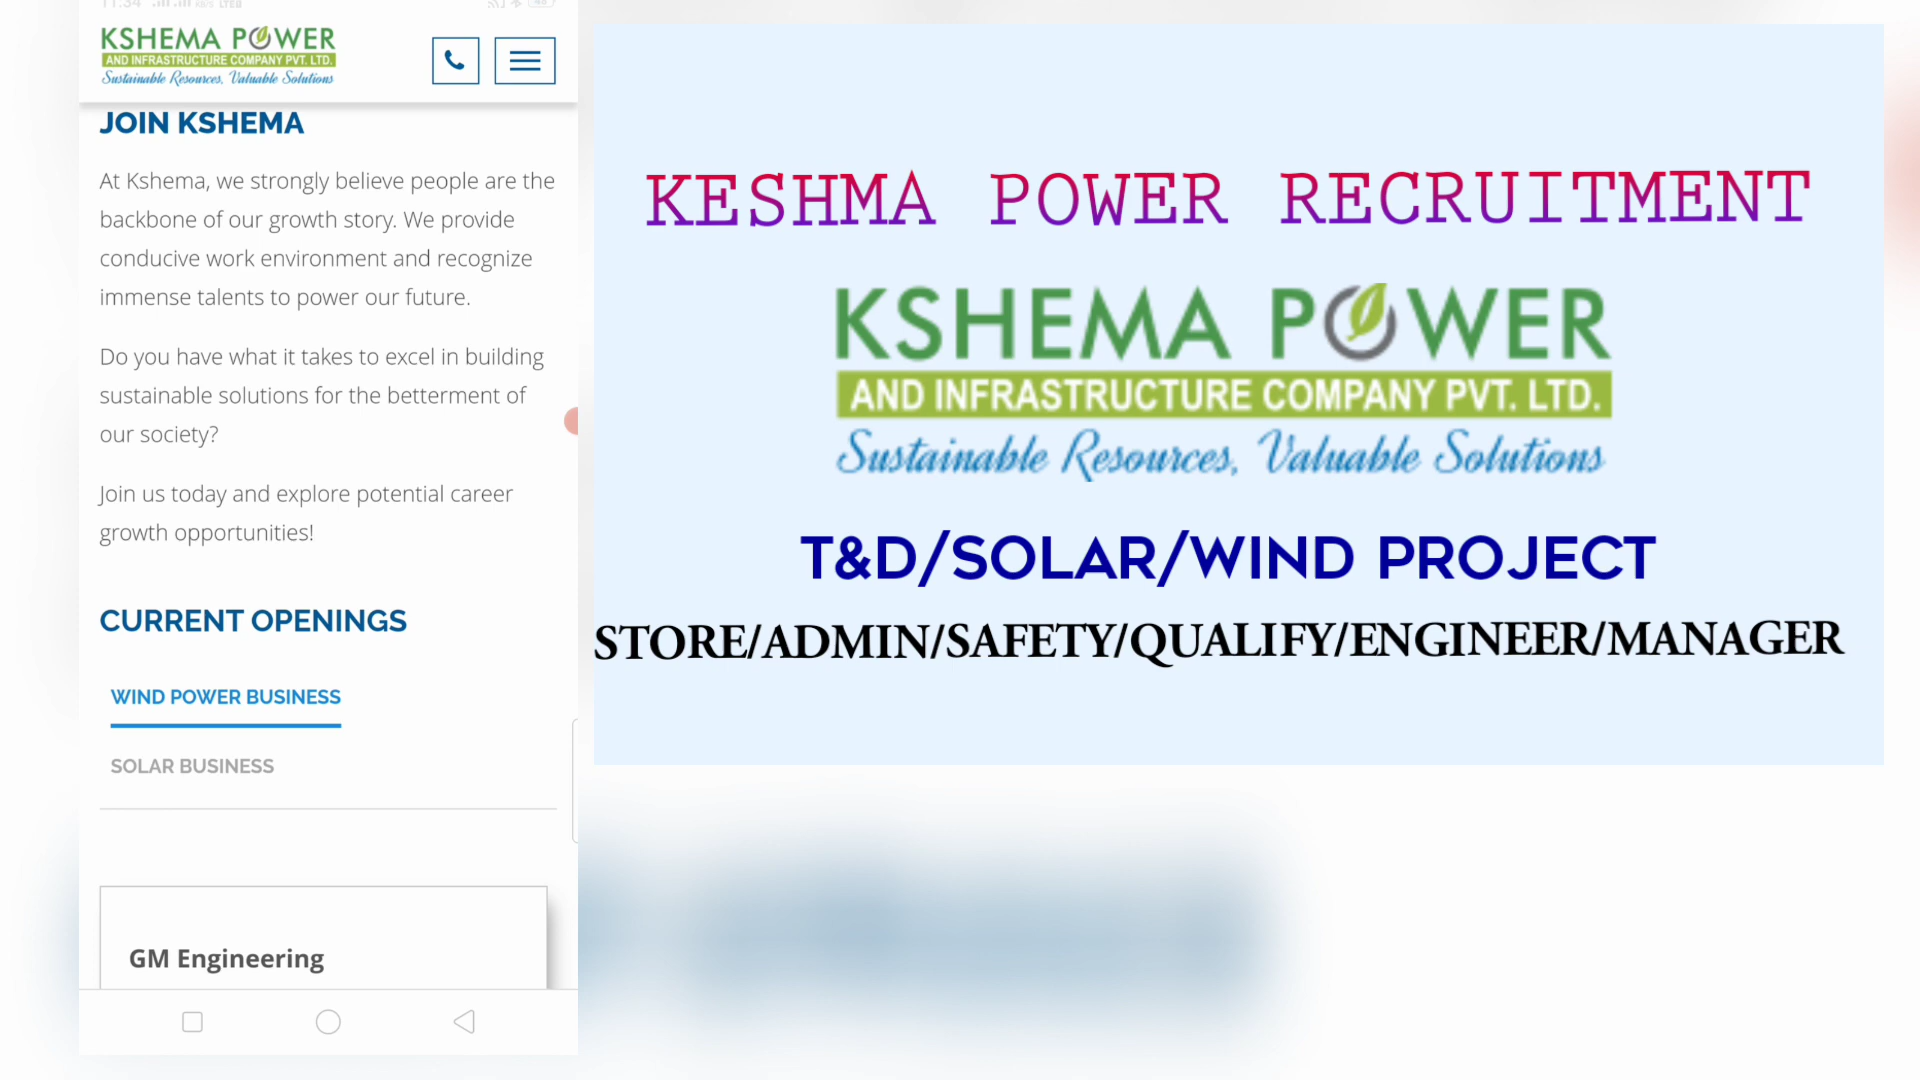 11:34
KSHEMA POWER
AND INFRASTRUCTURE COMPANY PVT. LTD.
Sustainable Resources, Valuable Solutions
JOIN KSHEMA
At Kshema, we strongly believe people are the
backbone of our growth story. We provide
conducive work environment and recognize
immense talents to power our future.
Do you have what it takes to excel in building
sustainable solutions for the betterment of
our society?
Join us today and explore potential career
growth opportunities!
CURRENT OPENINGS
WIND POWER BUSINESS
SOLAR BUSINESS
GM Engineering
KESHMA POWER RECRUITMENT
KSHEMA POWER
AND INFRASTRUCTURE COMPANY PVT. LTD.
Sustainable Resources, Valuable Solutions
T&D/SOLAR/WIND PROJECT
STORE/ADMIN/SAFETY/QUALIFY/ENGINEER/MANAGER